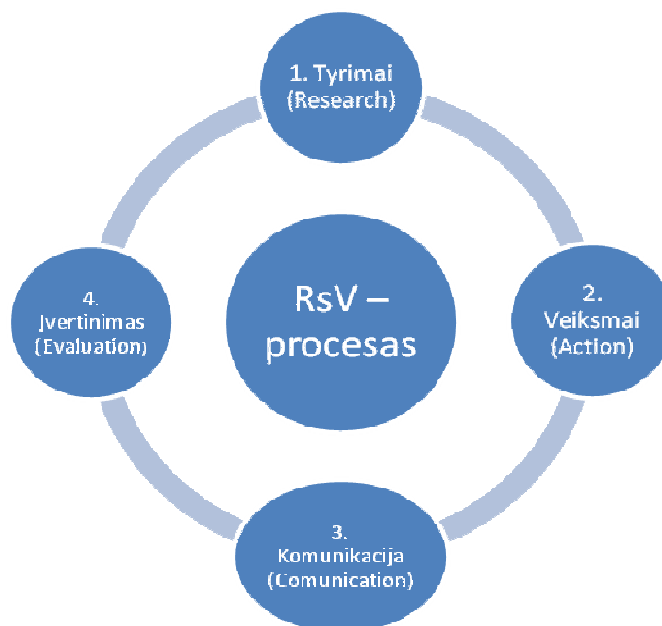 1. Tyrimai
(Research)
RsV –
procesas
2.
Veiksmai
(Action)
4.
Įvertinimas
(Evaluation)
3.
Komunikacija
(Comunication)